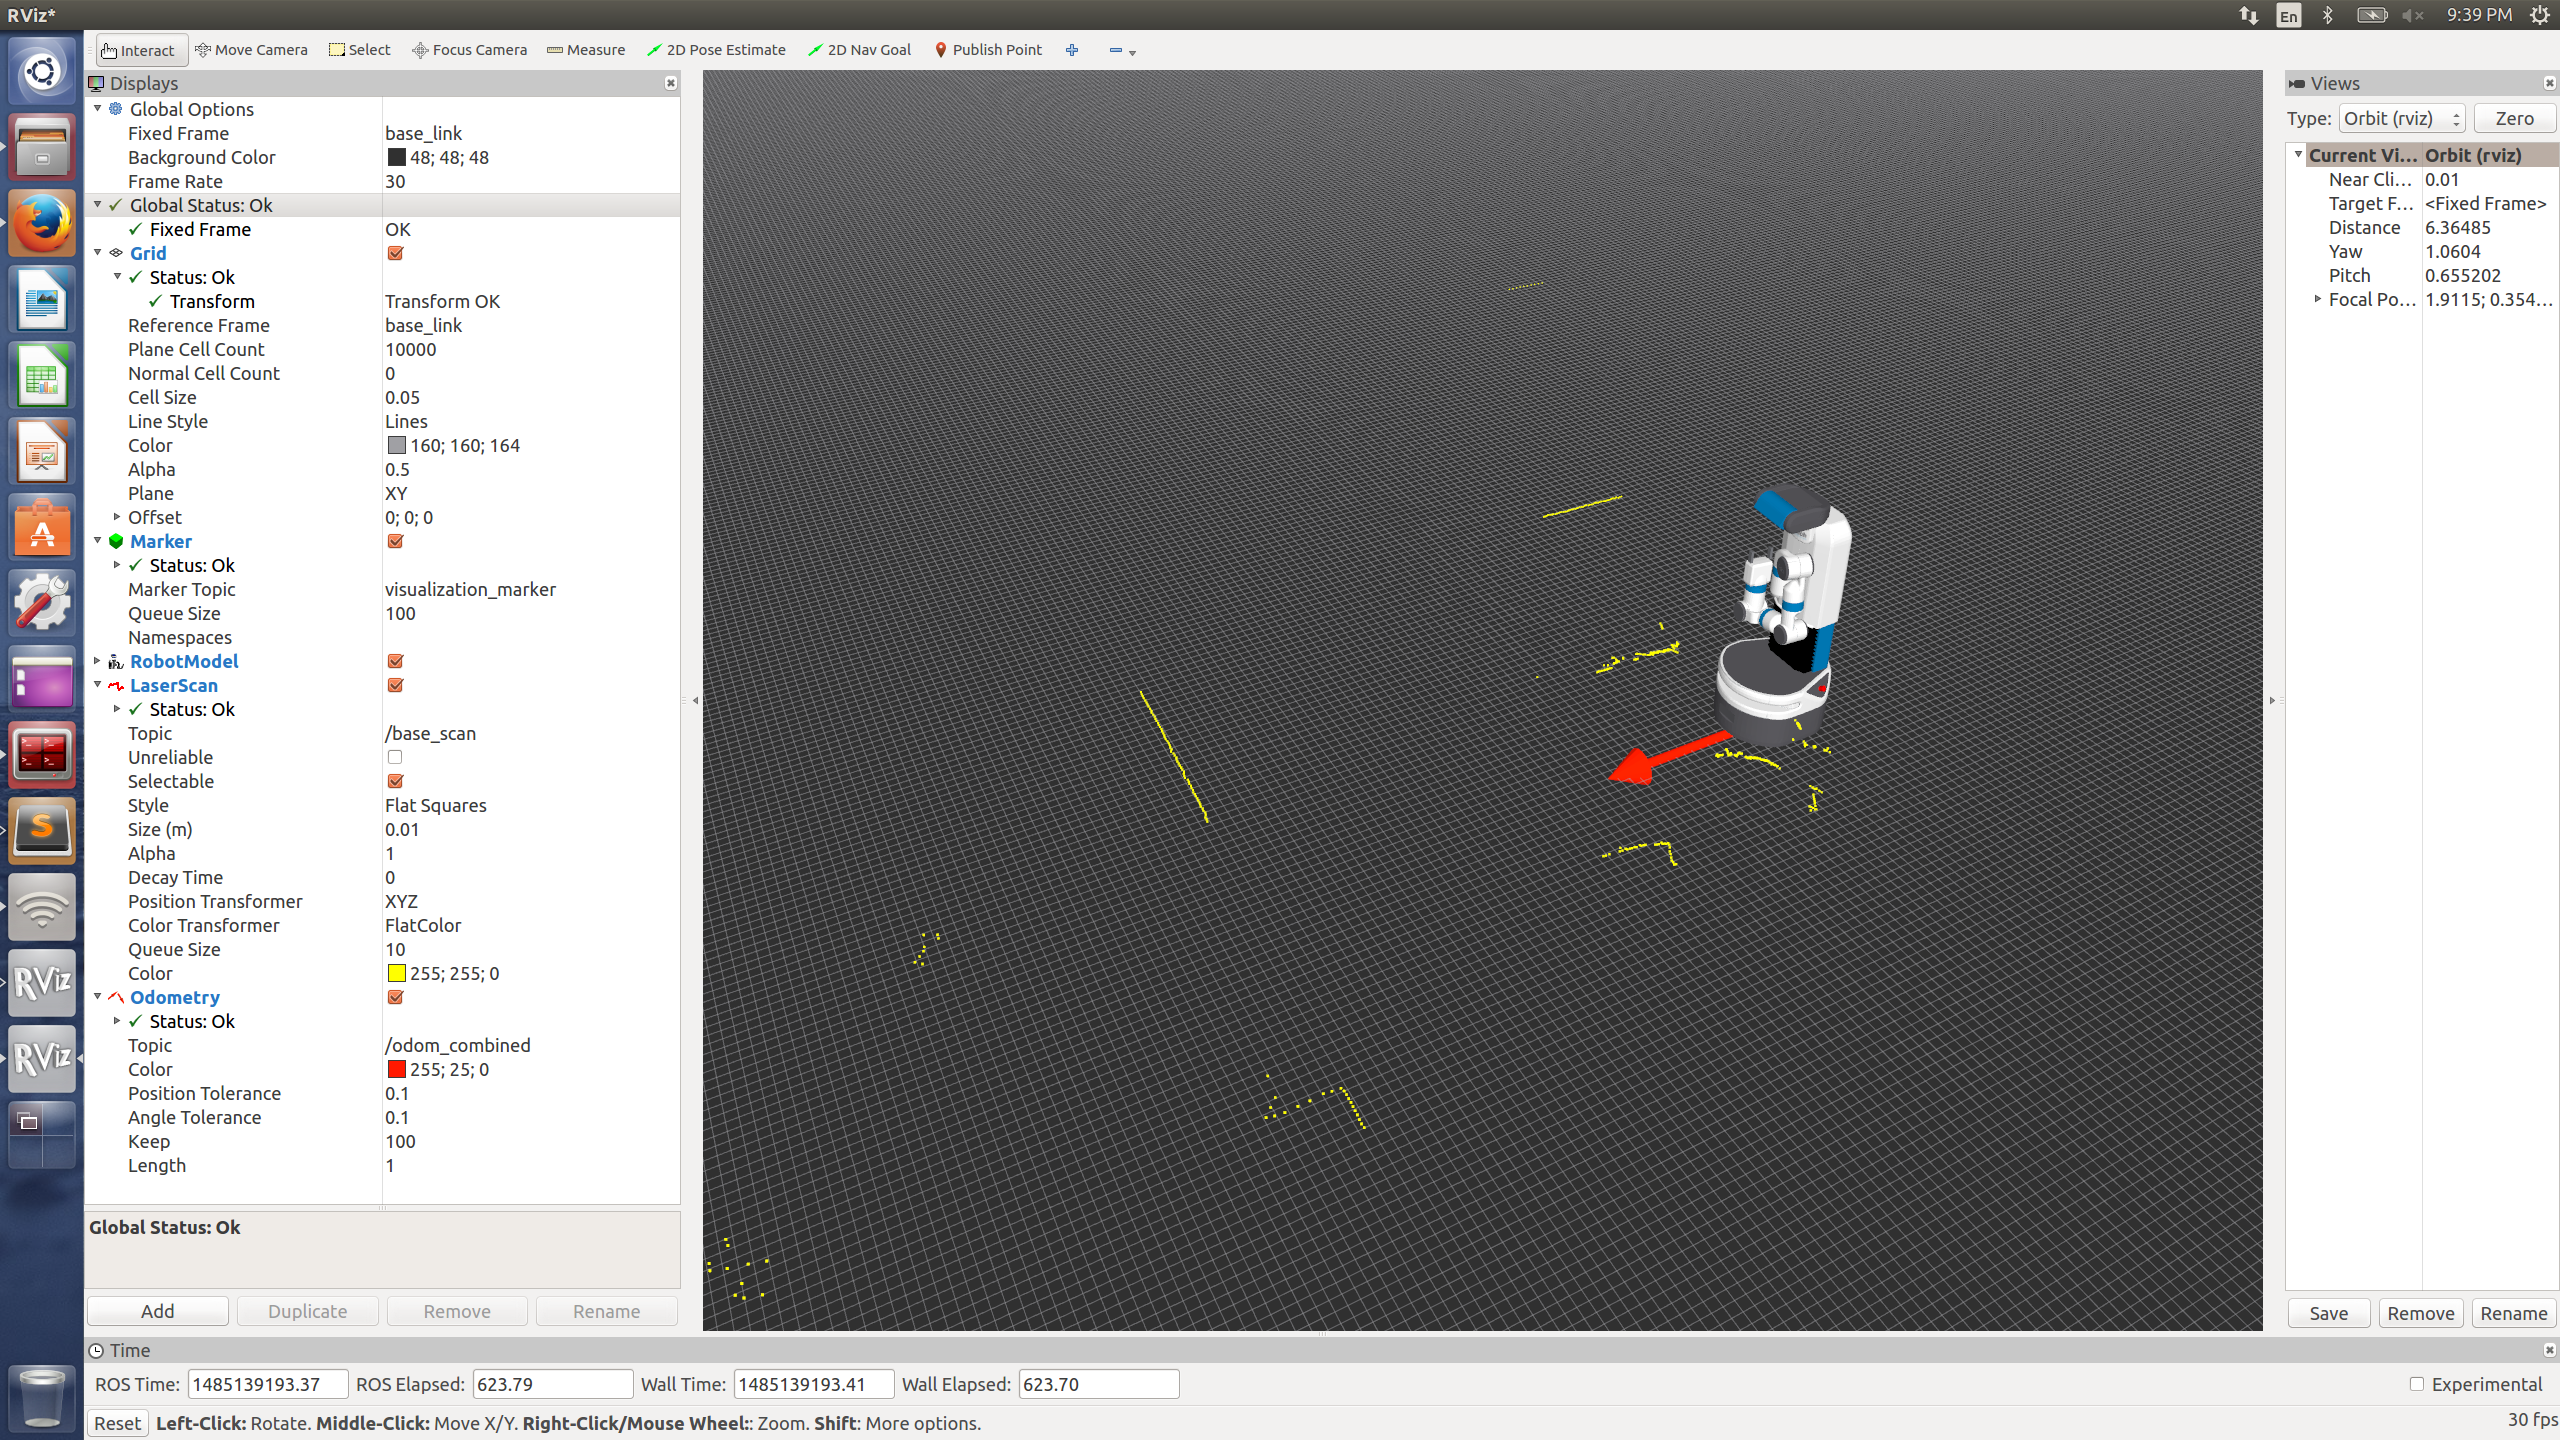 RViz*
En
9:39 PM
Interact Move Camera Select Focus Camera Measure 2D Pose Estimate 2D Nav Goal Publish Point
Displays
Global Options
Fixed Frame base_link
Background Color 48; 48; 48
Frame Rate 30
Global Status: Ok
Fixed Frame OK
Grid
Status: Ok
Transform Transform OK
Reference Frame base_link
Plane Cell Count 10000
Normal Cell Count 0
Cell Size 0.05
Line Style Lines
Color 160; 160; 164
Alpha 0.5
Plane XY
Offset 0; 0; 0
Marker
Status: Ok
Marker Topic visualization_marker
Queue Size 100
Namespaces
RobotModel
LaserScan
Status: Ok
Topic /base_scan
Unreliable
Selectable
Style Flat Squares
Size (m) 0.01
Alpha 1
Decay Time 0
Position Transformer XYZ
Color Transformer FlatColor
Queue Size 10
Color 255; 255; 0
Odometry
Status: Ok
Topic /odom_combined
Color 255; 25; 0
Position Tolerance 0.1
Angle Tolerance 0.1
Keep 100
Length 1
Global Status: Ok
Add Duplicate Remove Rename
Views
Type: Orbit (rviz) Zero
Current Vi... Orbit (rviz)
Near Cli... 0.01
Target F... <Fixed Frame>
Distance 6.36485
Yaw 1.0604
Pitch 0.655202
Focal Po... 1.9115; 0.354...
Save Remove Rename
Time
ROS Time: 1485139193.37 ROS Elapsed: 623.79 Wall Time: 1485139193.41 Wall Elapsed: 623.70 Experimental
Reset Left-Click: Rotate. Middle-Click: Move X/Y. Right-Click/Mouse Wheel:: Zoom. Shift: More options. 30 fps
A
S
RViz
RViz